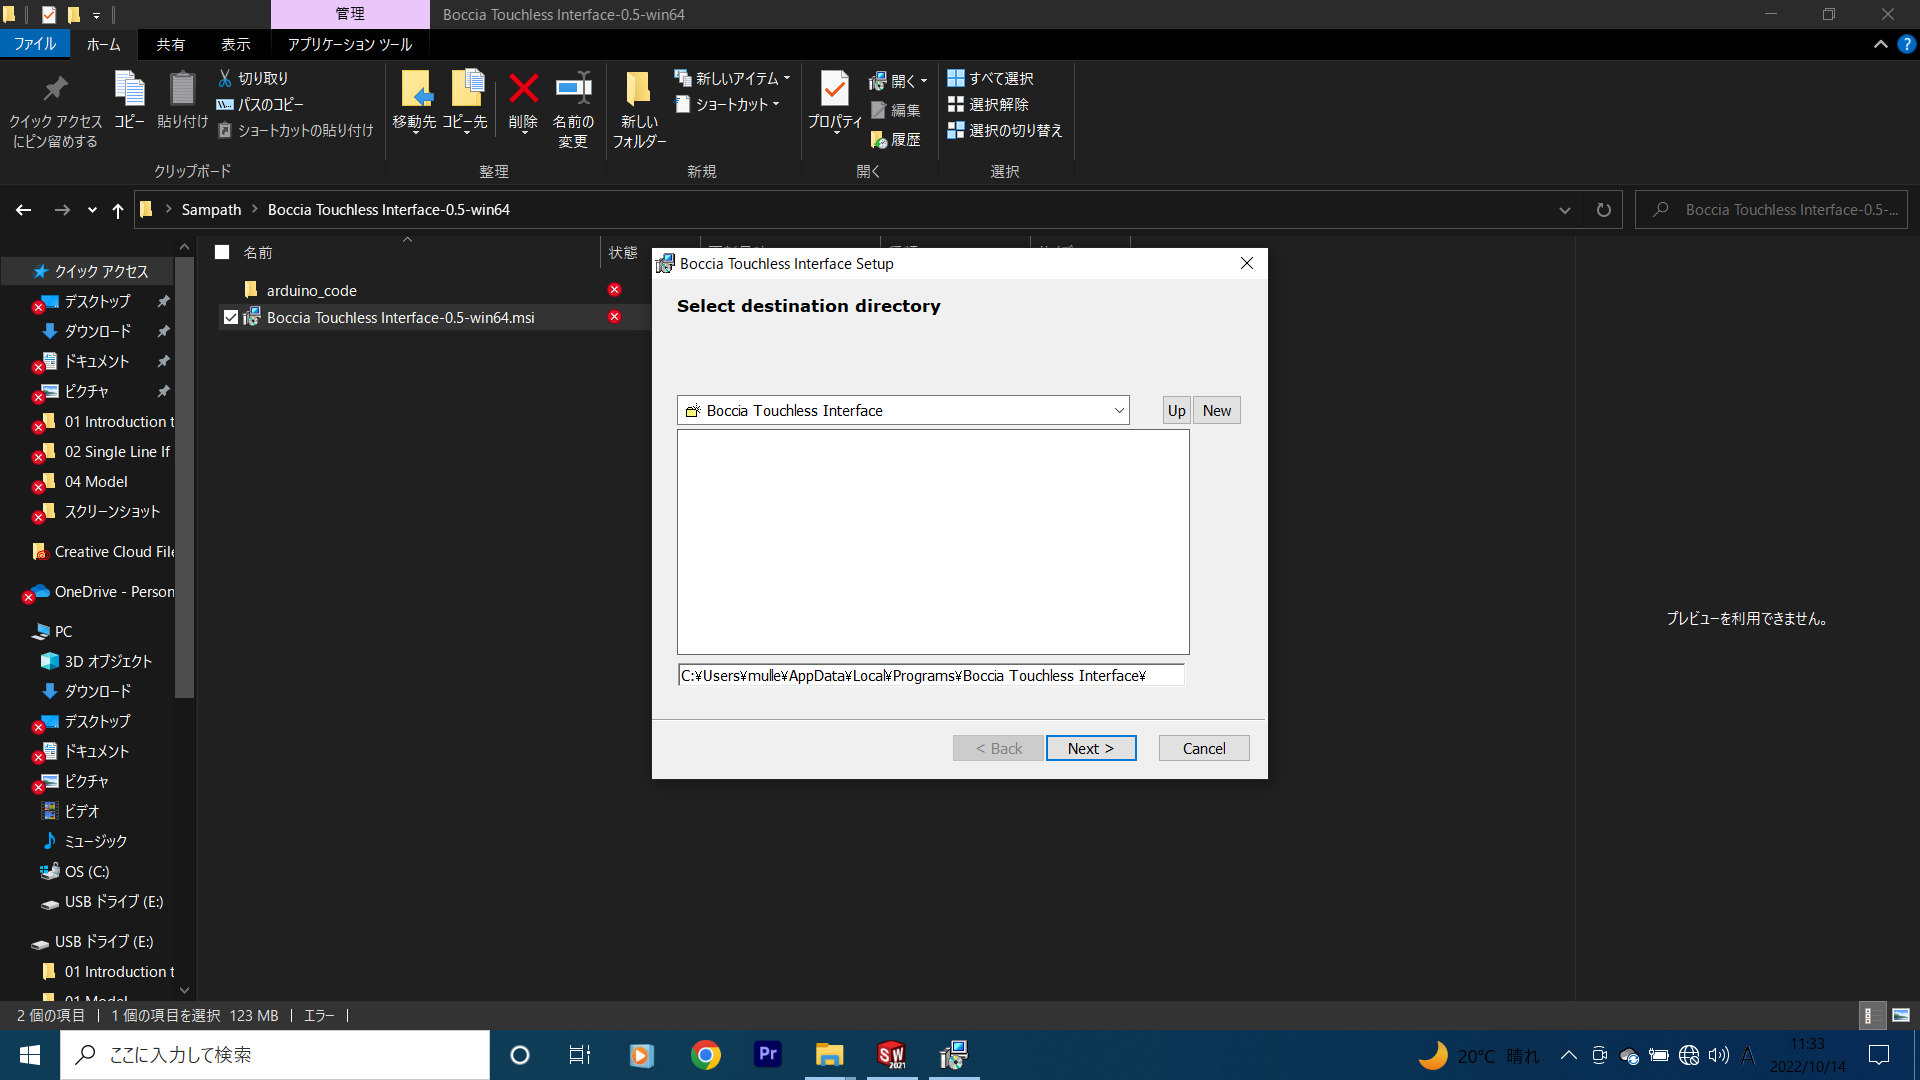 管理
Boccia Touchless Interface-0.5-win64
ファイル
ホーム
共有
表示
アプリケーション ツール
クイック アクセス
にピン留めする
コピー
貼り付け
切り取り
パスのコピー
ショートカットの貼り付け
クリップボード
移動先
コピー先
削除
名前の
変更
整理
新しい
フォルダー
新しいアイテム
ショートカット
新規
プロパティ
開く
編集
履歴
開く
すべて選択
選択解除
選択の切り替え
選択
Sampath
Boccia Touchless Interface-0.5-win64
Boccia Touchless Interface-0.5-...
クイック アクセス
デスクトップ
ダウンロード
ドキュメント
ピクチャ
01 Introduction t
02 Single Line If
04 Model
スクリーンショット
Creative Cloud File
OneDrive - Person
PC
3D オブジェクト
ダウンロード
デスクトップ
ドキュメント
ピクチャ
ビデオ
ミュージック
OS (C:)
USB ドライブ (E:)
USB ドライブ (E:)
01 Introduction t
01 Model
名前
状態
arduino_code
Boccia Touchless Interface-0.5-win64.msi
Boccia Touchless Interface Setup
Select destination directory
Boccia Touchless Interface
Up
New
C:¥Users¥mulle¥AppData¥Local¥Programs¥Boccia Touchless Interface¥
< Back
Next >
Cancel
プレビューを利用できません。
2 個の項目
1 個の項目を選択 123 MB
エラー
ここに入力して検索
Pr
SW
2021
20°C 晴れ
A
11:33
2022/10/14